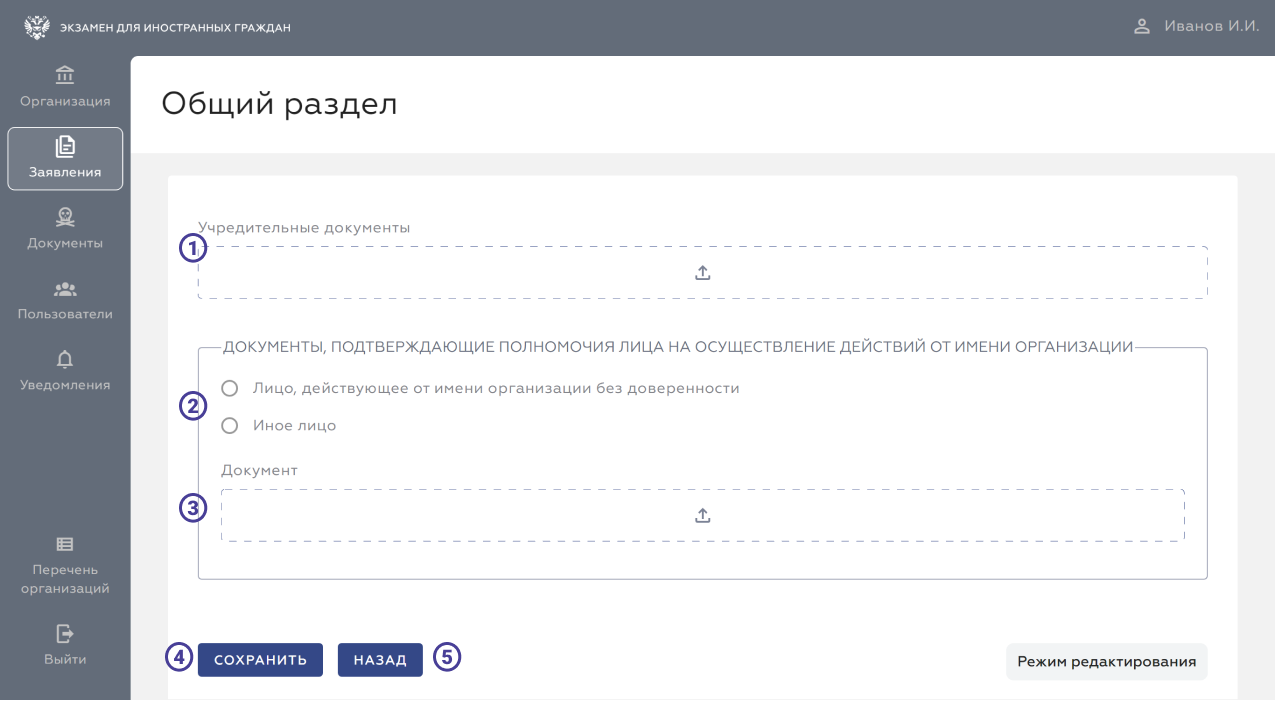 ЭКЗАМЕН ДЛЯ ИНОСТРАННЫХ ГРАЖДАН
Иванов И.И.
Организация
Заявления
Документы
Пользователи
Уведомления
Перечень
организаций
Выйти
Общий раздел
Учредительные документы
1
ДОКУМЕНТЫ, ПОДТВЕРЖДАЮЩИЕ ПОЛНОМОЧИЯ ЛИЦА НА ОСУЩЕСТВЛЕНИЕ ДЕЙСТВИЙ ОТ ИМЕНИ ОРГАНИЗАЦИИ
Лицо, действующее от имени организации без доверенности
2
Иное лицо
Документ
3
4 СОХРАНИТЬ НАЗАД 5
Режим редактирования